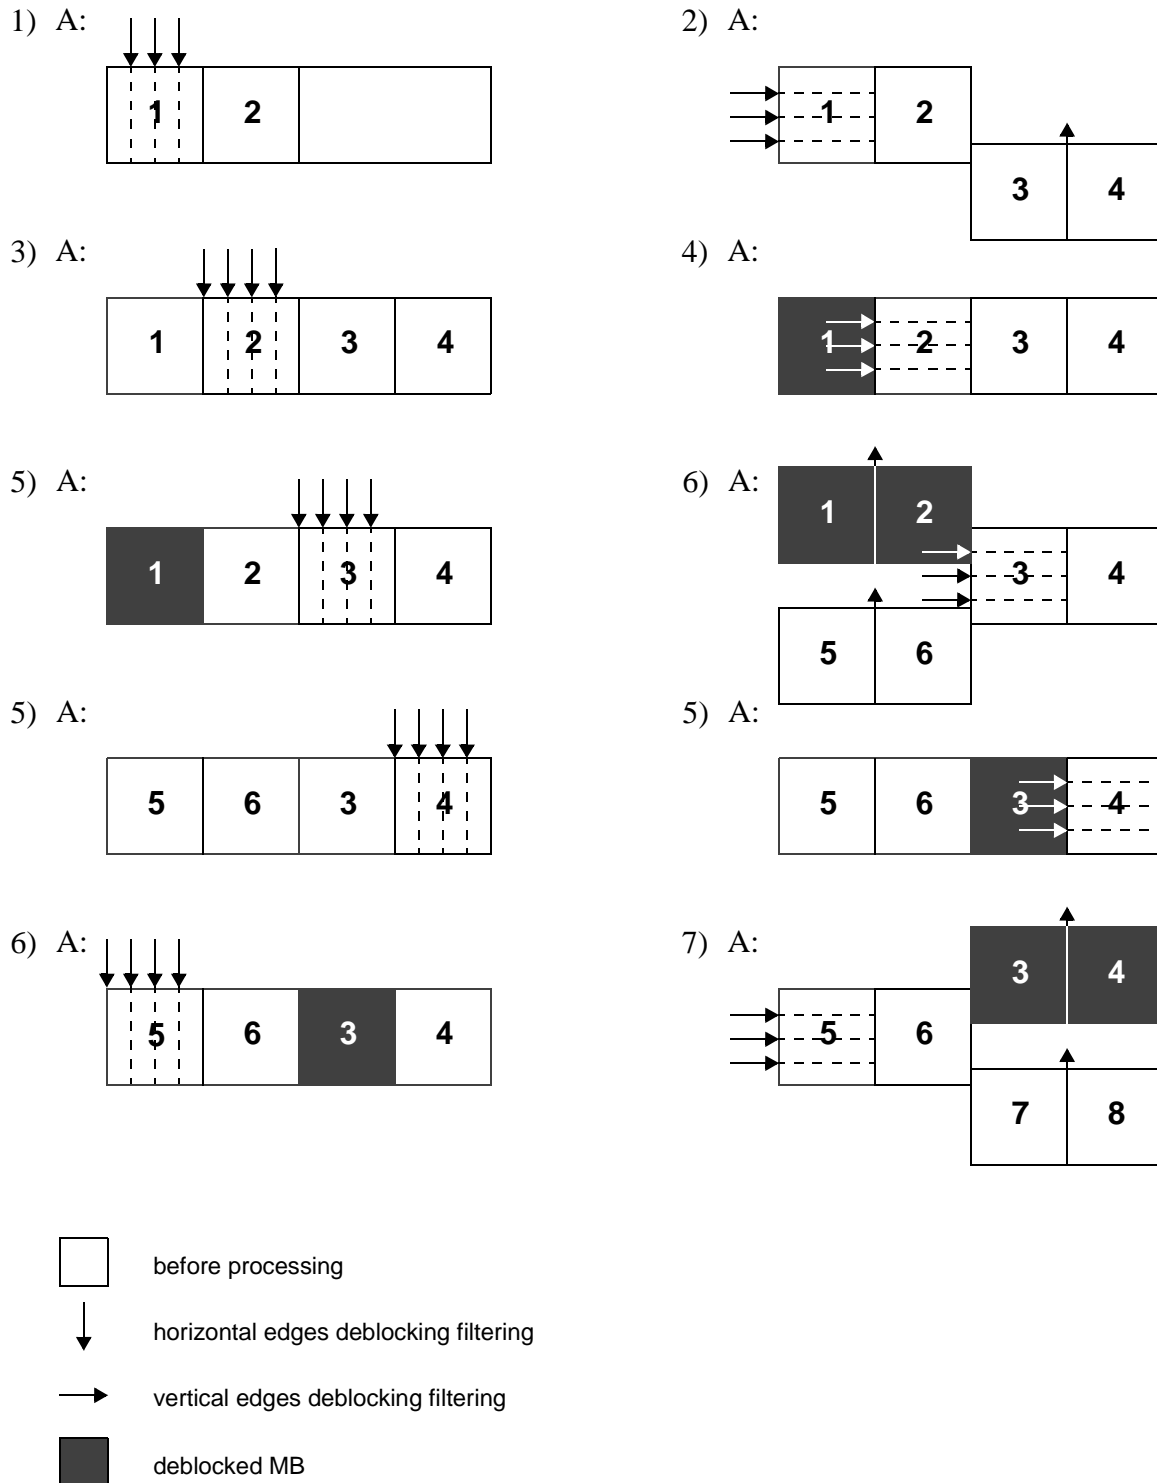 1) A:
1 2
2) A:
1 2
3 4
3) A:
1 2 3 4
4) A:
1 2 3 4
5) A:
1 2 3 4
6) A:
1 2
3 4
5 6
5) A:
5 6 3 4
5) A:
5 6 3 4
6) A:
5 6 3 4
7) A:
3 4
5 6
7 8
before processing
horizontal edges deblocking filtering
vertical edges deblocking filtering
deblocked MB